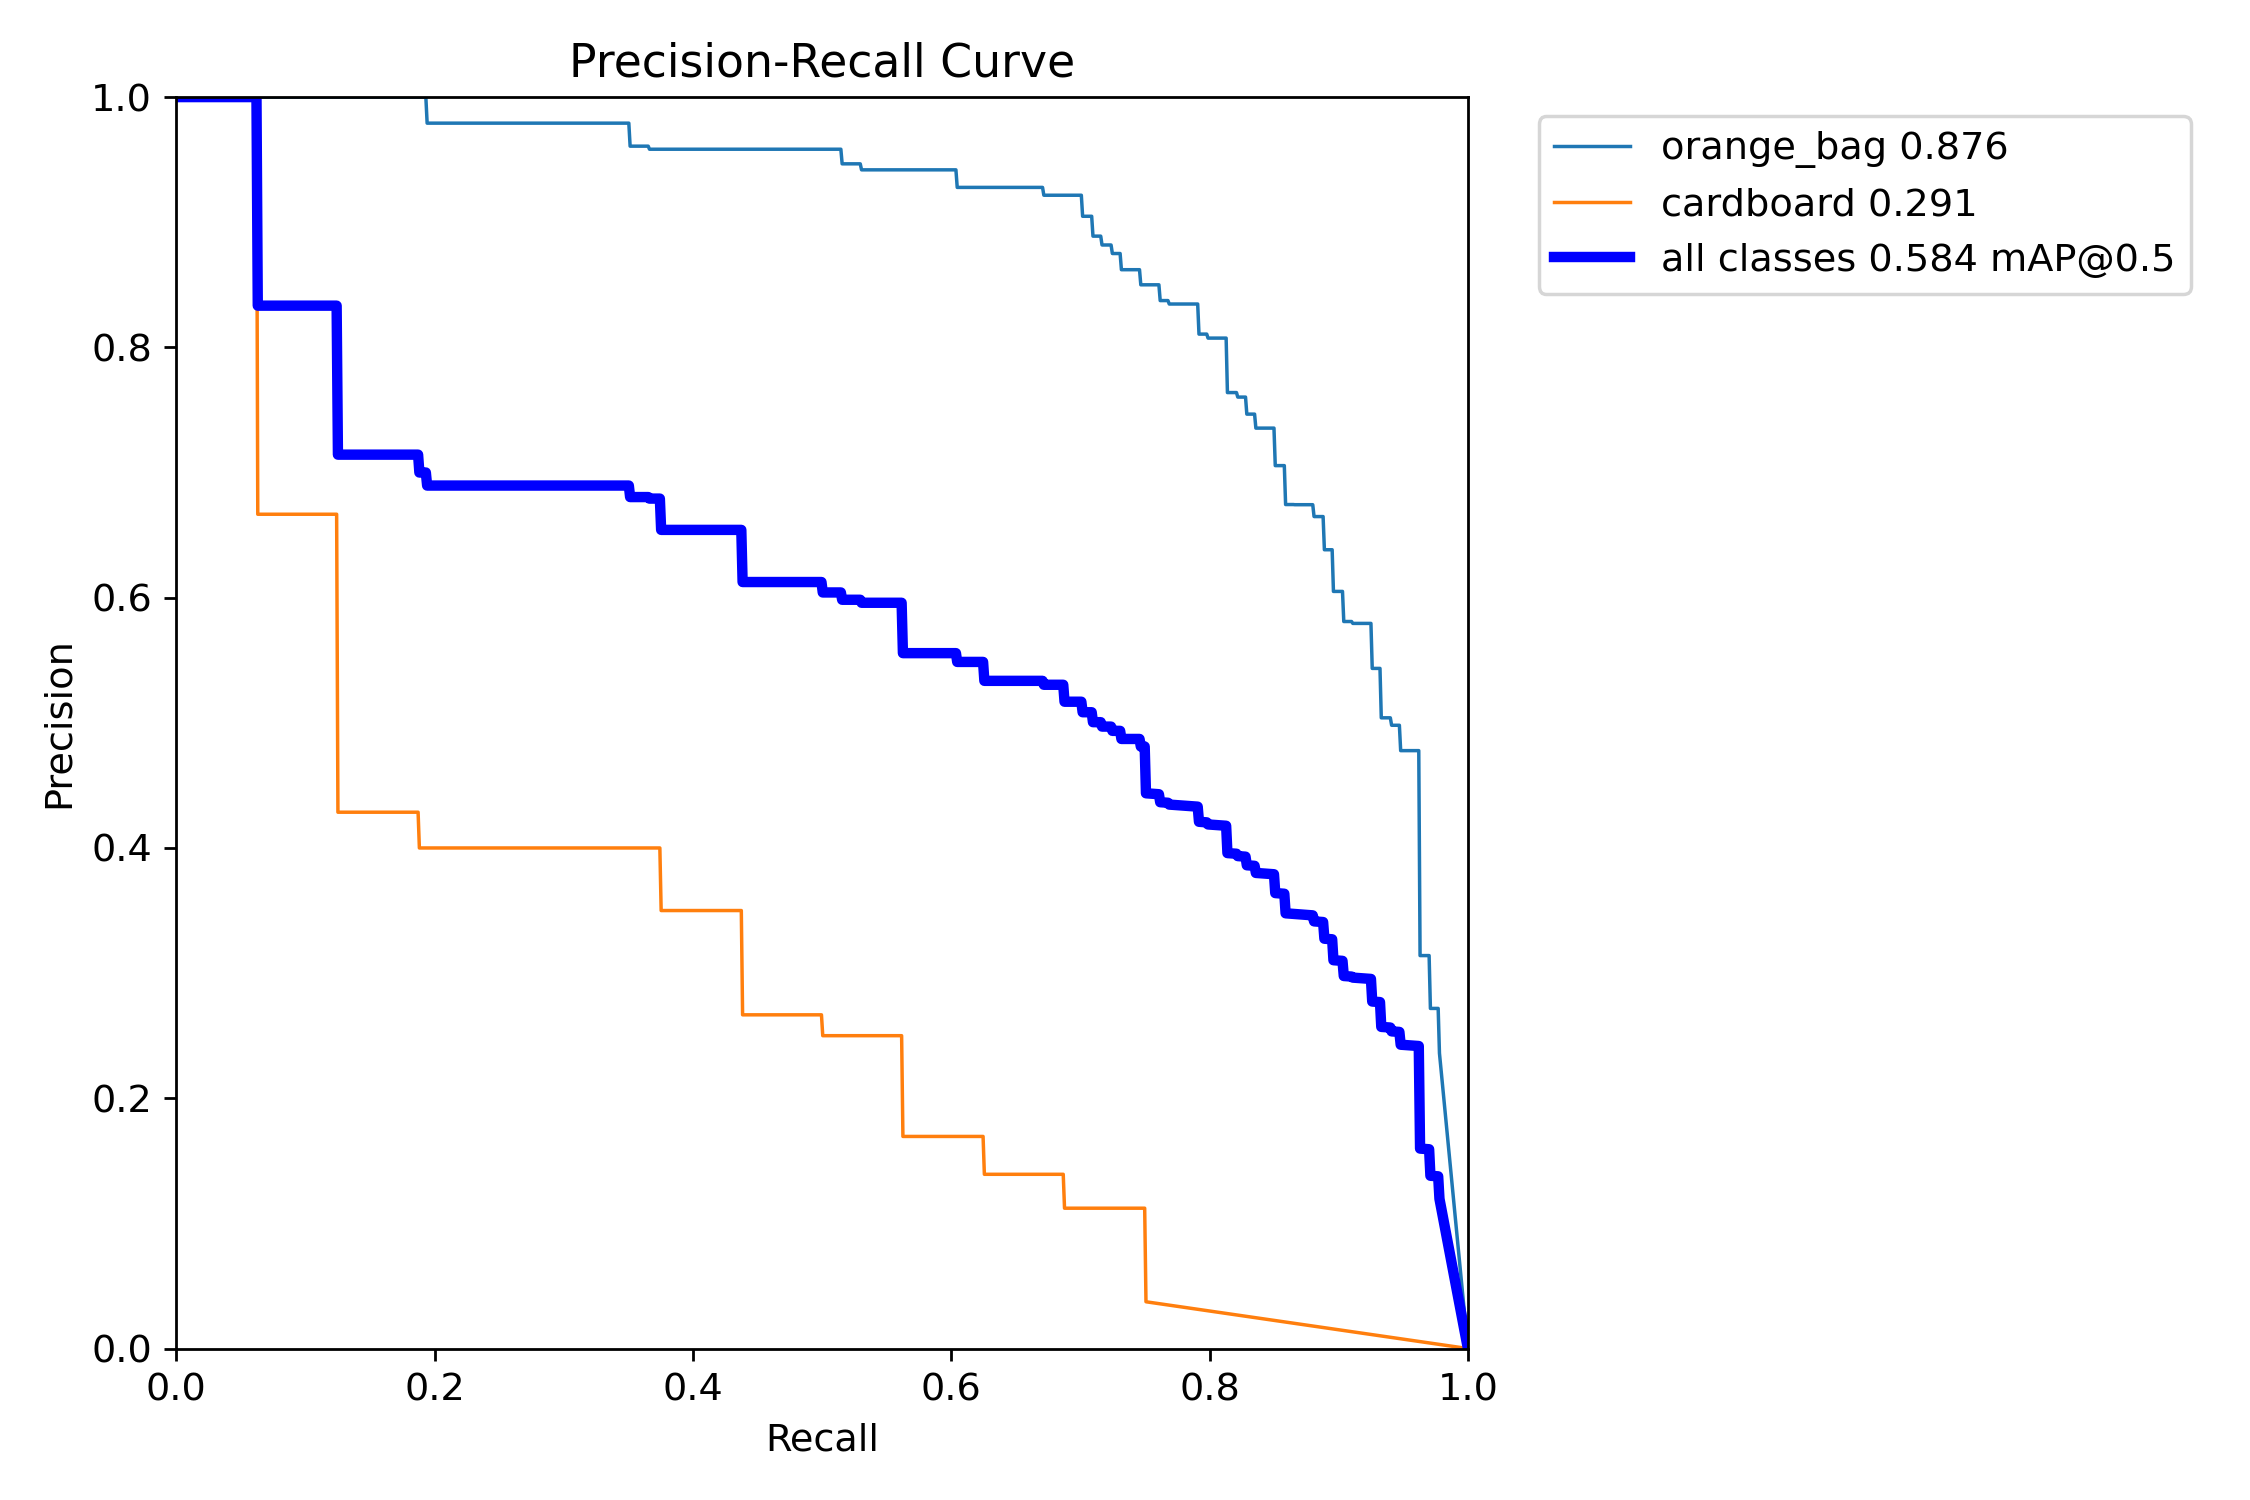 Precision-Recall Curve
1.0
0.8
0.6
0.4
0.2
0.0
Precision
0.0 0.2 0.4 0.6 0.8 1.0
Recall
orange_bag 0.876
cardboard 0.291
all classes 0.584 mAP@0.5